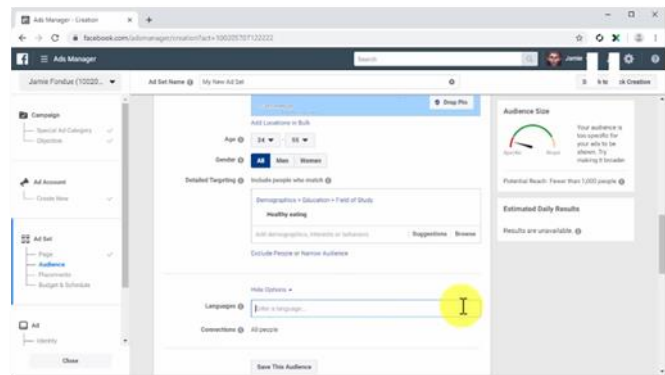 Ads Manager - Creation
facebook.com/adsmanager/creation?act=100205707122222
Ads Manager
Search
Jamie
Jamie Fondue (10020...
Ad Set Name
My New Ad Set
Creation
Campaign
Special Ad Category
Objective
Ad Account
Create New
Ad Set
Page
Audience
Placements
Budget & Schedule
Ad
Identity
Close
Drop Pin
Add Locations in Bulk
Age
24
55
Gender
All
Men
Women
Detailed Targeting
Include people who match
Demographics > Education > Field of Study
Healthy eating
Add demographics, interests or behaviors
Suggestions
Browse
Exclude People or Narrow Audience
Hide Options
Languages
Enter a language...
Connections
All people
Save This Audience
Audience Size
Your audience is
too specific for
your ads to be
shown. Try
making it broader.
Specific
Broad
Potential Reach: Fewer than 1,000 people
Estimated Daily Results
Results are unavailable.